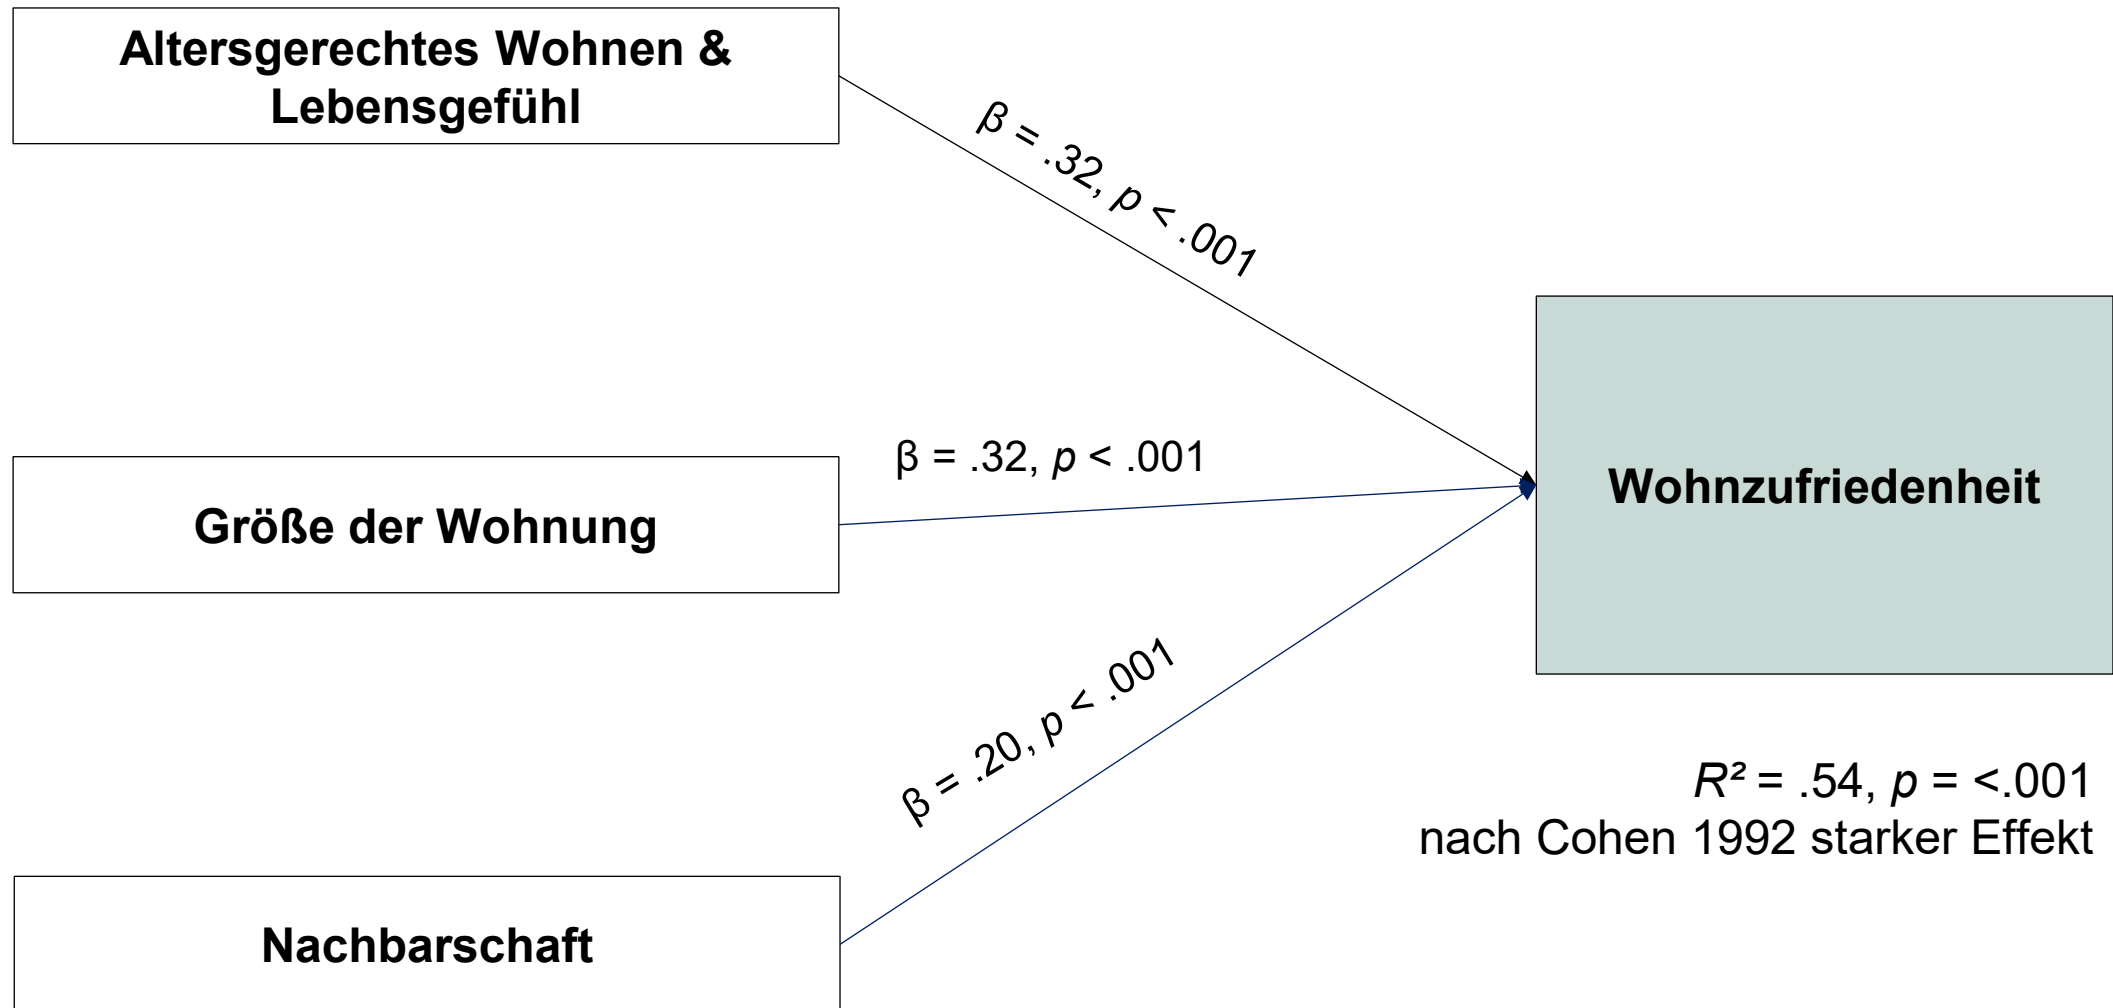 Altersgerechtes Wohnen &
Lebensgefühl
β = .32, p < .001
β = .32, p < .001
Größe der Wohnung
Wohnzufriedenheit
β = .20, p < .001
R² = .54, p = <.001
nach Cohen 1992 starker Effekt
Nachbarschaft